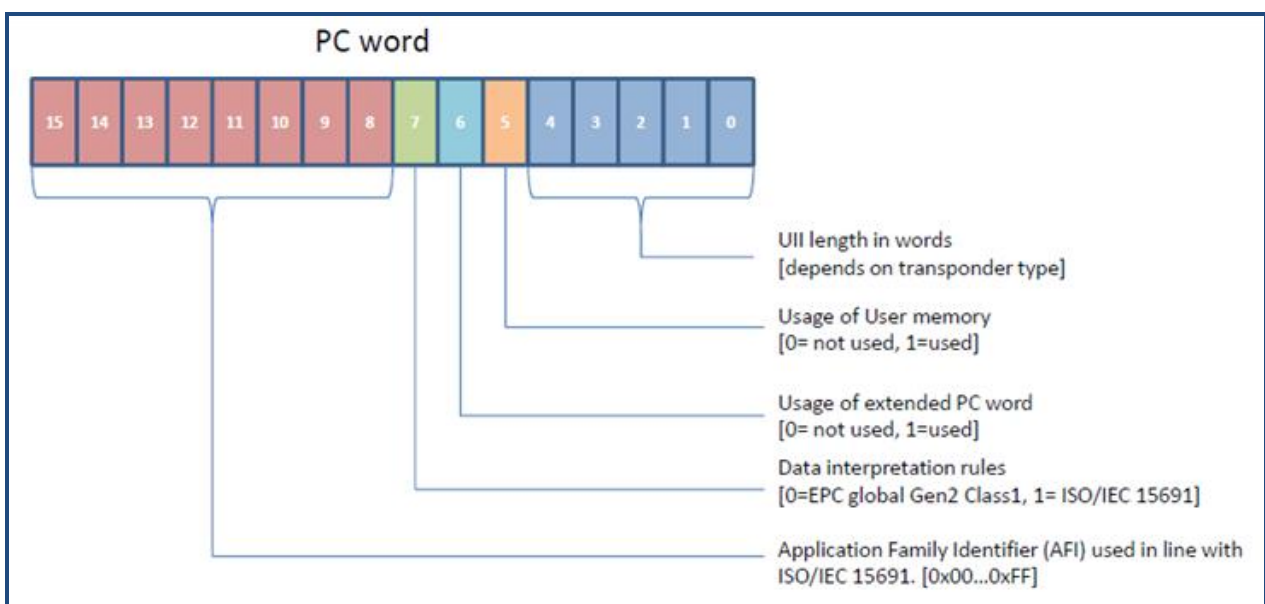 PC word
15 14 13 12 11 10 9 8 7 6 5 4 3 2 1 0
UII length in words
[depends on transponder type]
Usage of User memory
[0= not used, 1=used]
Usage of extended PC word
[0= not used, 1=used]
Data interpretation rules
[0=EPC global Gen2 Class1, 1= ISO/IEC 15691]
Application Family Identifier (AFI) used in line with
ISO/IEC 15691. [0x00...0xFF]